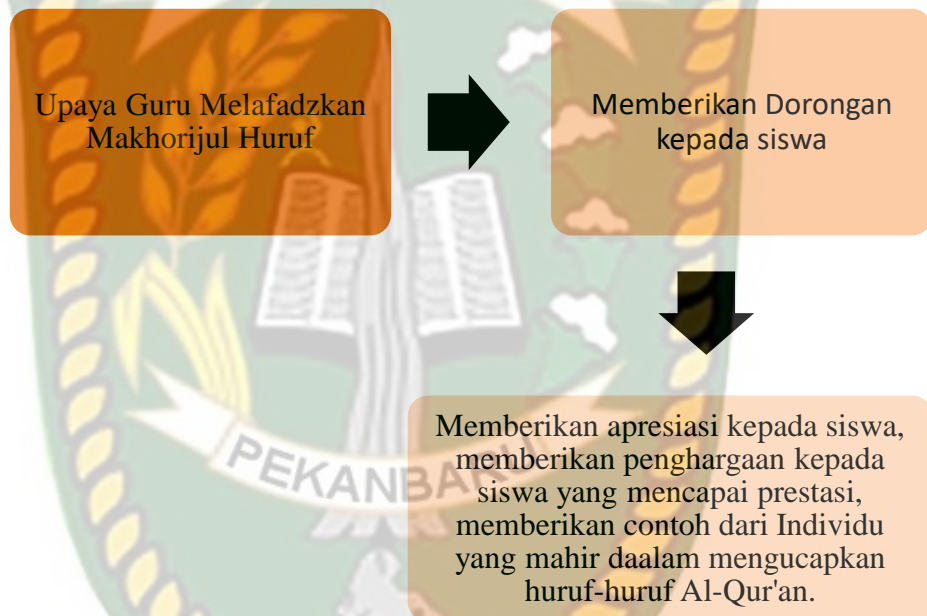 Upaya Guru Melafadzkan
Makhorijul Huruf
Memberikan Dorongan
kepada siswa
PEKANBARU
Memberikan apresiasi kepada siswa,
memberikan penghargaan kepada
siswa yang mencapai prestasi,
memberikan contoh dari Individu
yang mahir daalam mengucapkan
huruf-huruf Al-Qur'an.